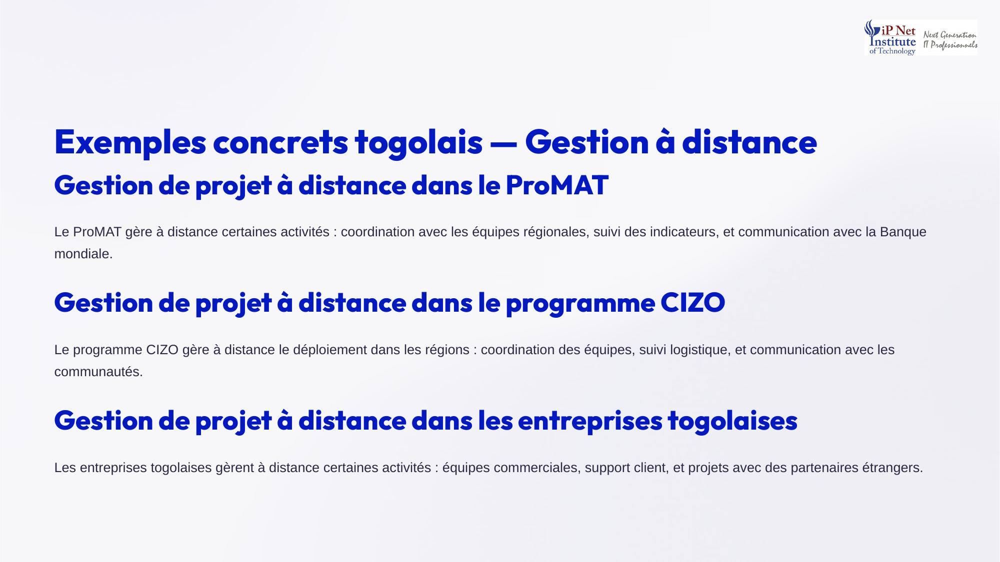 iP Net
Institute
of Technology
Next Generation
IT Professionnels
Exemples concrets togolais — Gestion à distance
Gestion de projet à distance dans le ProMAT
Le ProMAT gère à distance certaines activités : coordination avec les équipes régionales, suivi des indicateurs, et communication avec la Banque
mondiale.
Gestion de projet à distance dans le programme CIZO
Le programme CIZO gère à distance le déploiement dans les régions : coordination des équipes, suivi logistique, et communication avec les
communautés.
Gestion de projet à distance dans les entreprises togolaises
Les entreprises togolaises gèrent à distance certaines activités : équipes commerciales, support client, et projets avec des partenaires étrangers.